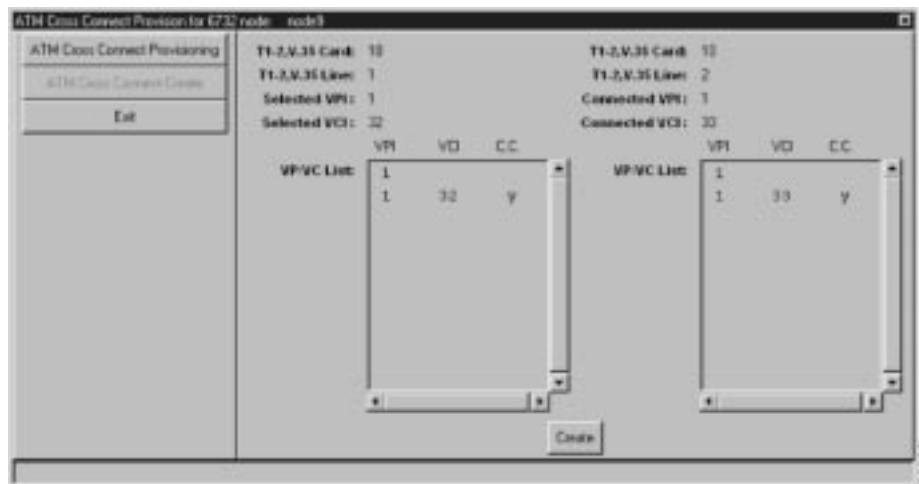 ATM Cross Connect Provision for 6732 node: node9
ATM Cross Connect Provisioning
ATM Cross Connect Create
Exit
T1-2,V.35 Card: 10
T1-2,V.35 Line: 1
Selected VPI: 1
Selected VCI: 32
VPI VCI C.C.
VP/VC List:
1
1 32 y
T1-2,V.35 Card: 10
T1-2,V.35 Line: 2
Connected VPI: 1
Connected VCI: 33
VPI VCI C.C.
VP/VC List:
1
1 33 y
Create